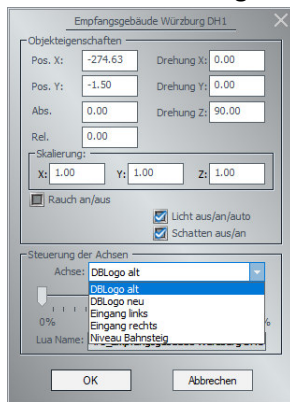 Empfangsgebäude Würzburg DH1
Objekteigenschaften
Pos. X: -274.63 Drehung X: 0.00
Pos. Y: -1.50 Drehung Y: 0.00
Abs. 0.00 Drehung Z: 90.00
Rel. 0.00
Skalierung:
X: 1.00 Y: 1.00 Z: 1.00
Rauch an/aus
Licht aus/an/auto
Schatten aus/an
Steuerung der Achsen
Achse: DBLogo alt
DBLogo alt
DBLogo neu
Eingang links
0% Eingang rechts %
Niveau Bahnsteig
Lua Name:
OK Abbrechen